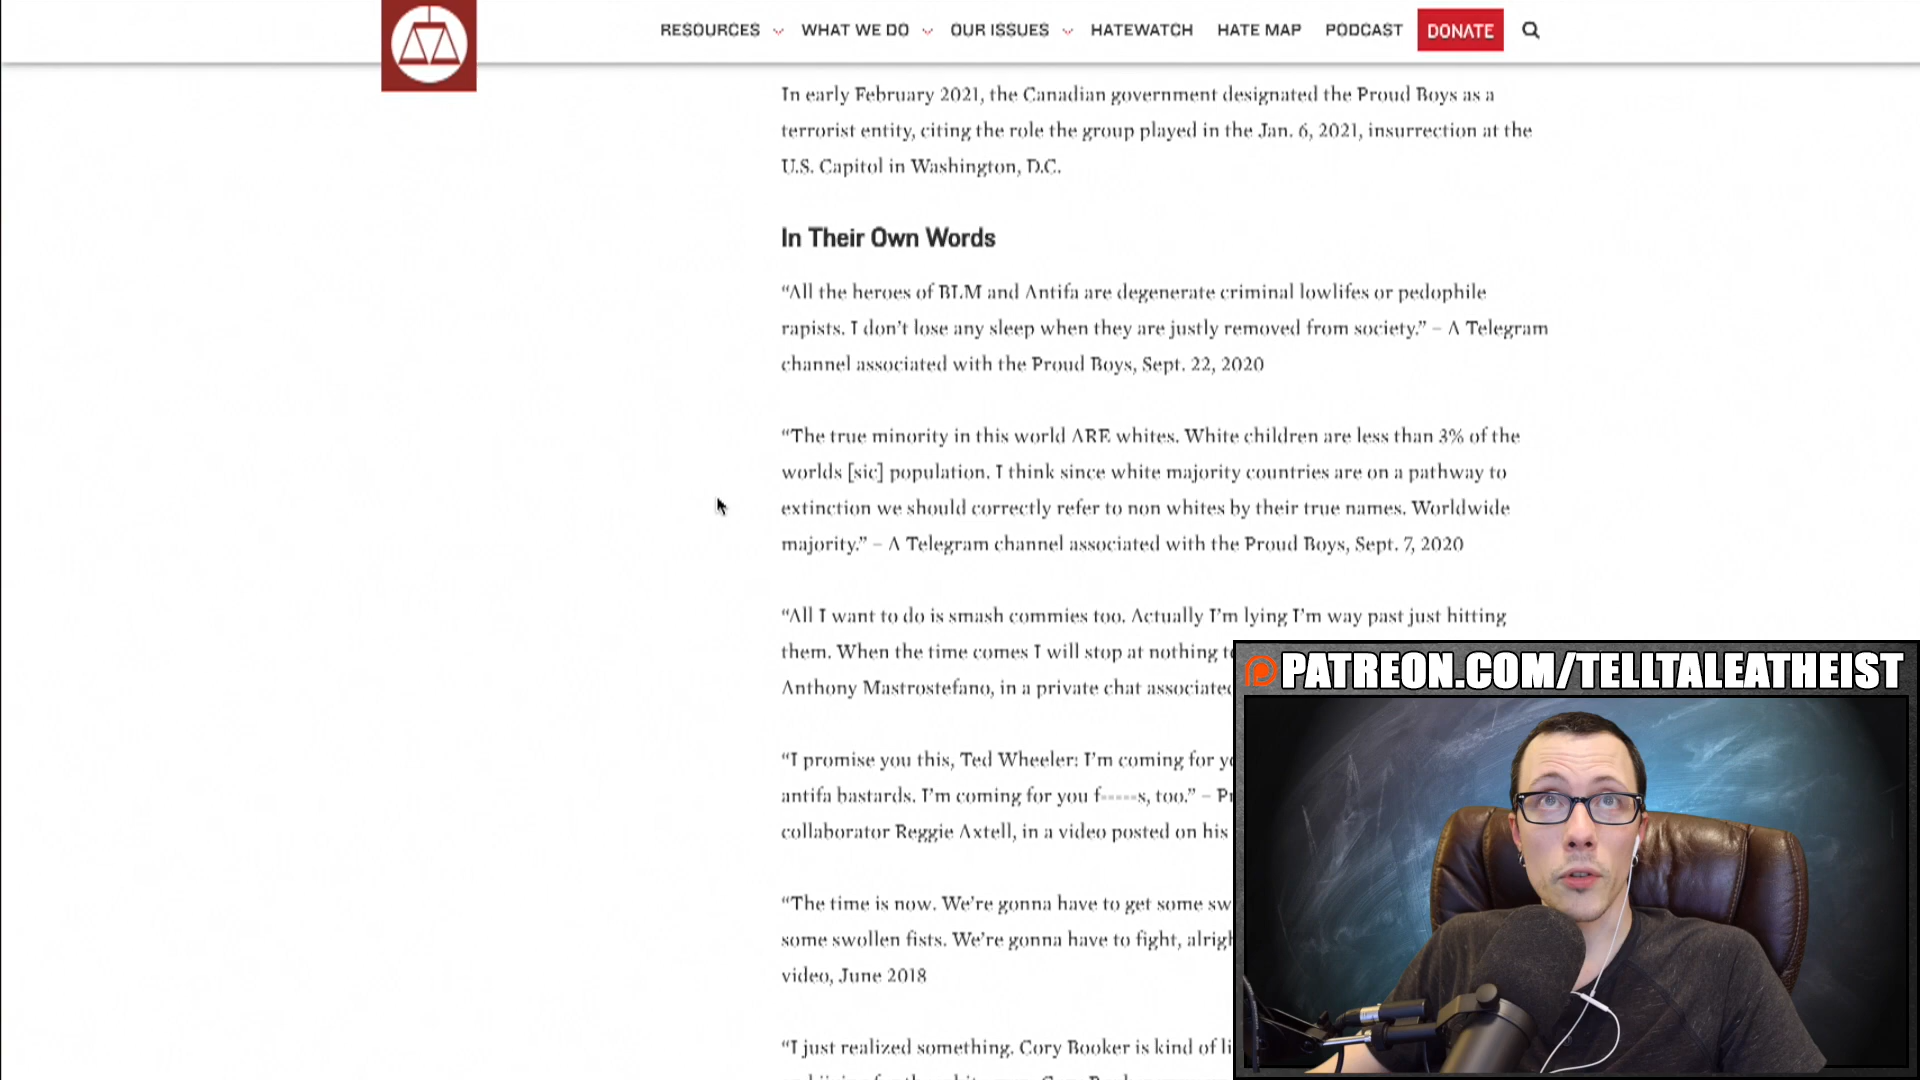 RESOURCES WHAT WE DO OUR ISSUES HATEWATCH HATE MAP PODCAST DONATE
In early February 2021, the Canadian government designated the Proud Boys as a
terrorist entity, citing the role the group played in the Jan. 6, 2021, insurrection at the
U.S. Capitol in Washington, D.C.
In Their Own Words
“All the heroes of BLM and Antifa are degenerate criminal lowlifes or pedophile
rapists. I don’t lose any sleep when they are justly removed from society.” – A Telegram
channel associated with the Proud Boys, Sept. 22, 2020
“The true minority in this world ARE whites. White children are less than 3% of the
worlds [sic] population. I think since white majority countries are on a pathway to
extinction we should correctly refer to non whites by their true names. Worldwide
majority.” – A Telegram channel associated with the Proud Boys, Sept. 7, 2020
“All I want to do is smash commies too. Actually I’m lying I’m way past just hitting
them. When the time comes I will stop at nothing
Anthony Mastrostefano, in a private chat associated
“I promise you this, Ted Wheeler: I’m coming for
antifa bastards. I’m coming for you f-----s, too.” –
collaborator Reggie Axtell, in a video posted on his
“The time is now. We’re gonna have to get some
some swollen fists. We’re gonna have to fight,
video, June 2018
“I just realized something. Cory Booker is kind of
PATREON.COM/TELLTALEATHEIST